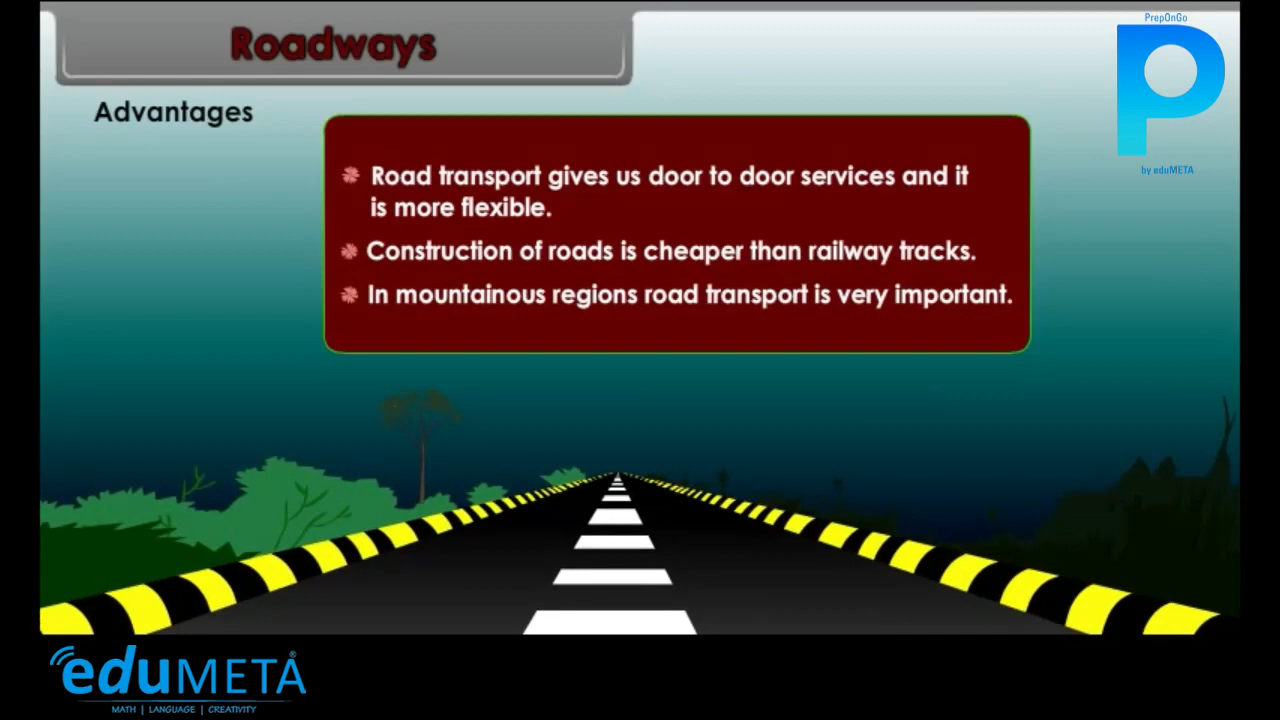 Roadways
PrepOnGo
P
by eduMETA
Advantages
Road transport gives us door to door services and it
is more flexible.
Construction of roads is cheaper than railway tracks.
In mountainous regions road transport is very important.
eduMETA®
MATH | LANGUAGE | CREATIVITY